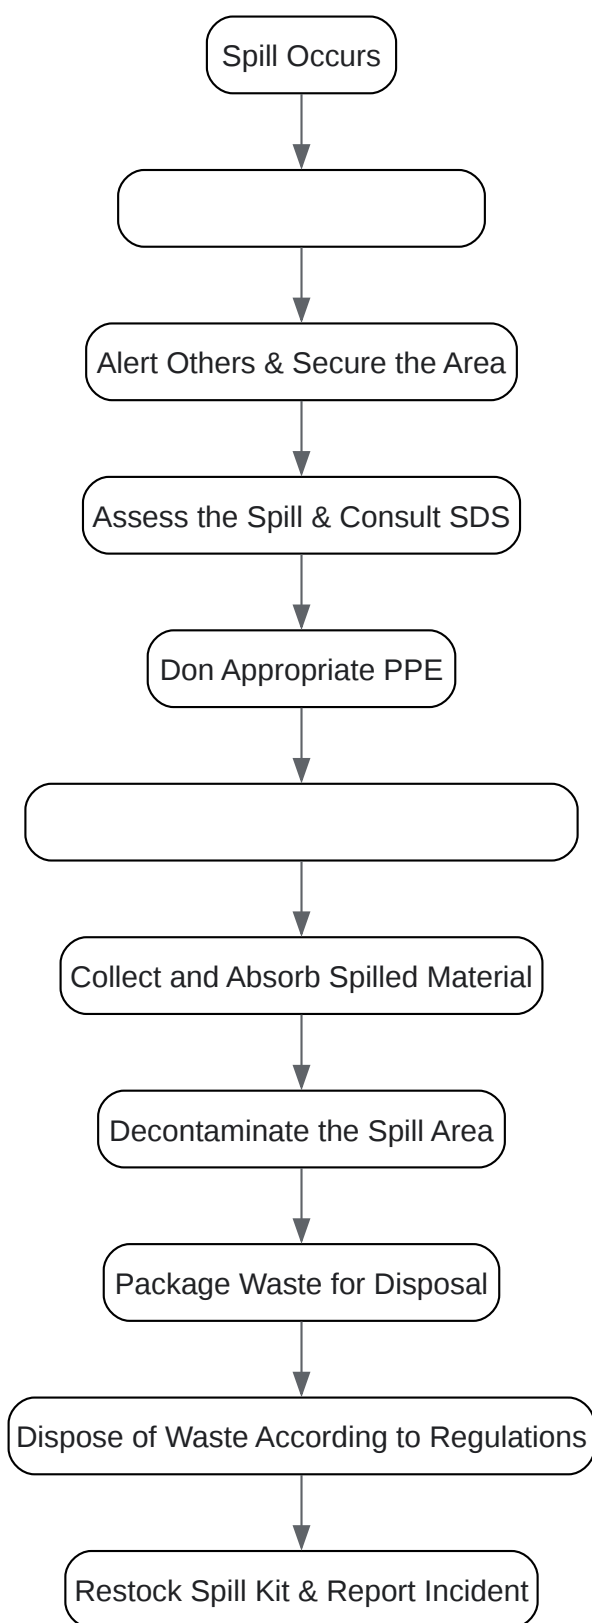 Spill Occurs
Alert Others & Secure the Area
Assess the Spill & Consult SDS
Don Appropriate PPE
Collect and Absorb Spilled Material
Decontaminate the Spill Area
Package Waste for Disposal
Dispose of Waste According to Regulations
Restock Spill Kit & Report Incident